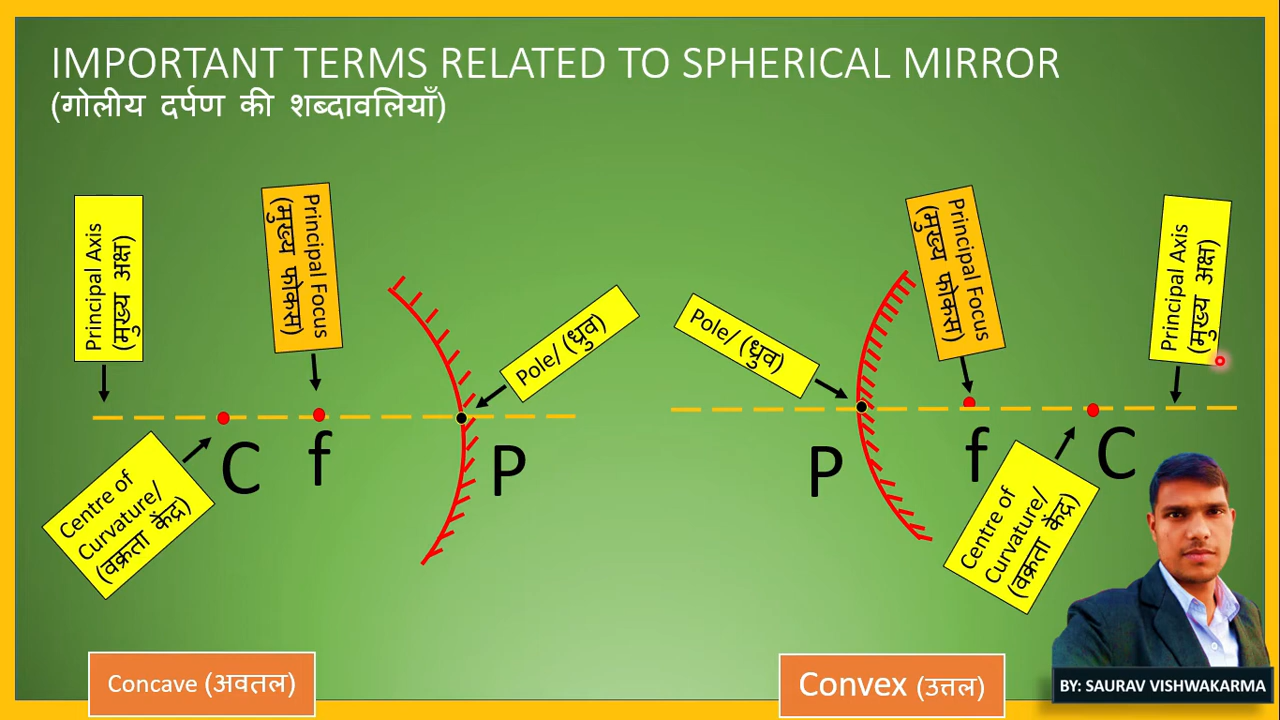 IMPORTANT TERMS RELATED TO SPHERICAL MIRROR
(गोलीय दर्पण की शब्दावलियाँ)
Principal Axis
(मुख्य अक्ष)
Principal Focus
(मुख्य फोकस)
Pole/ (ध्रुव)
C
f
P
Centre of
Curvature/
(वक्रता केंद्र)
Concave (अवतल)
Pole/ (ध्रुव)
Principal Focus
(मुख्य फोकस)
Principal Axis
(मुख्य अक्ष)
P
f
C
Centre of
Curvature/
(वक्रता केंद्र)
Convex (उत्तल)
BY: SAURAV VISHWAKARMA